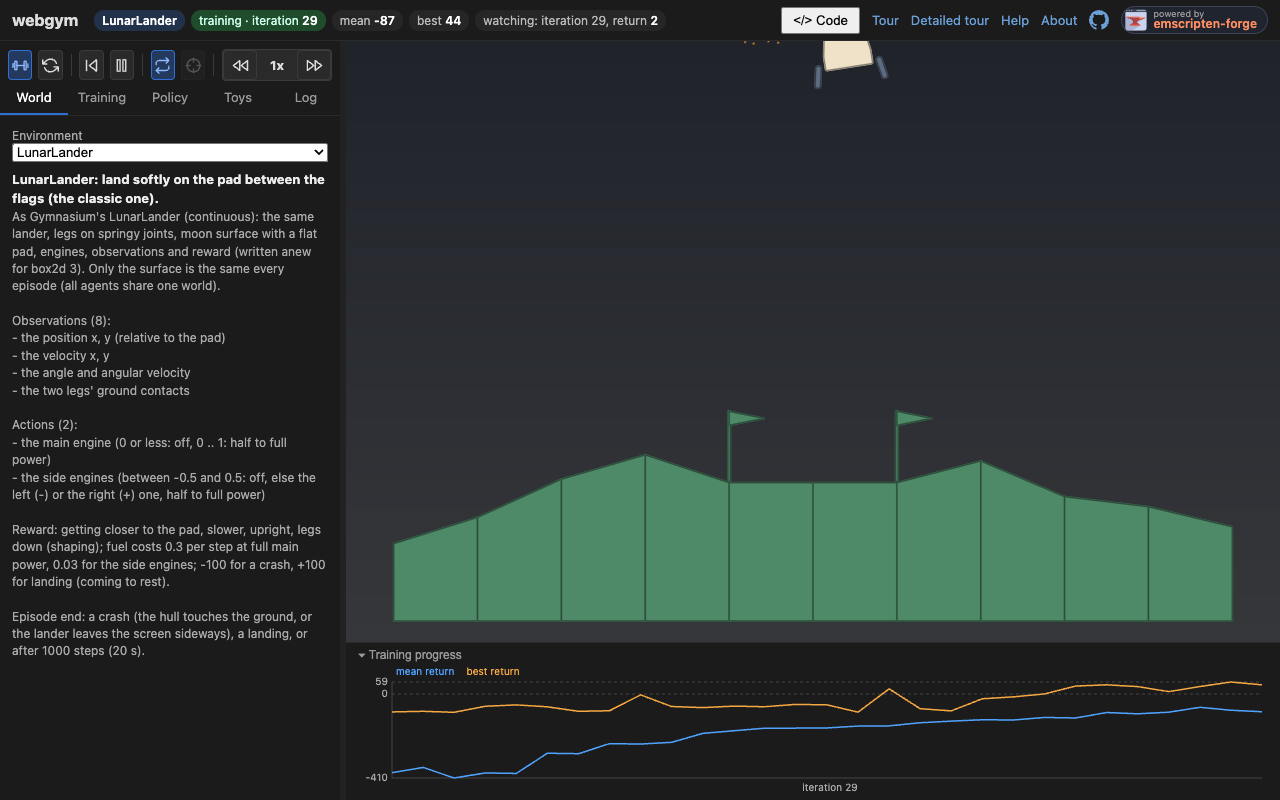 webgym
LunarLander
training · iteration 29
mean -87
best 44
watching: iteration 29, return 2
</> Code
Tour
Detailed tour
Help
About
powered by
emscripten-forge
1x
World
Training
Policy
Toys
Log
Environment
LunarLander
LunarLander: land softly on the pad between the
flags (the classic one).
As Gymnasium's LunarLander (continuous): the same
lander, legs on springy joints, moon surface with a flat
pad, engines, observations and reward (written anew
for box2d 3). Only the surface is the same every
episode (all agents share one world).
Observations (8):
- the position x, y (relative to the pad)
- the velocity x, y
- the angle and angular velocity
- the two legs' ground contacts
Actions (2):
- the main engine (0 or less: off, 0 .. 1: half to full
power)
- the side engines (between -0.5 and 0.5: off, else the
left (-) or the right (+) one, half to full power)
Reward: getting closer to the pad, slower, upright, legs
down (shaping); fuel costs 0.3 per step at full main
power, 0.03 for the side engines; -100 for a crash, +100
for landing (coming to rest).
Episode end: a crash (the hull touches the ground, or
the lander leaves the screen sideways), a landing, or
after 1000 steps (20 s).
Training progress
mean return
best return
59
0
-410
Iteration 29